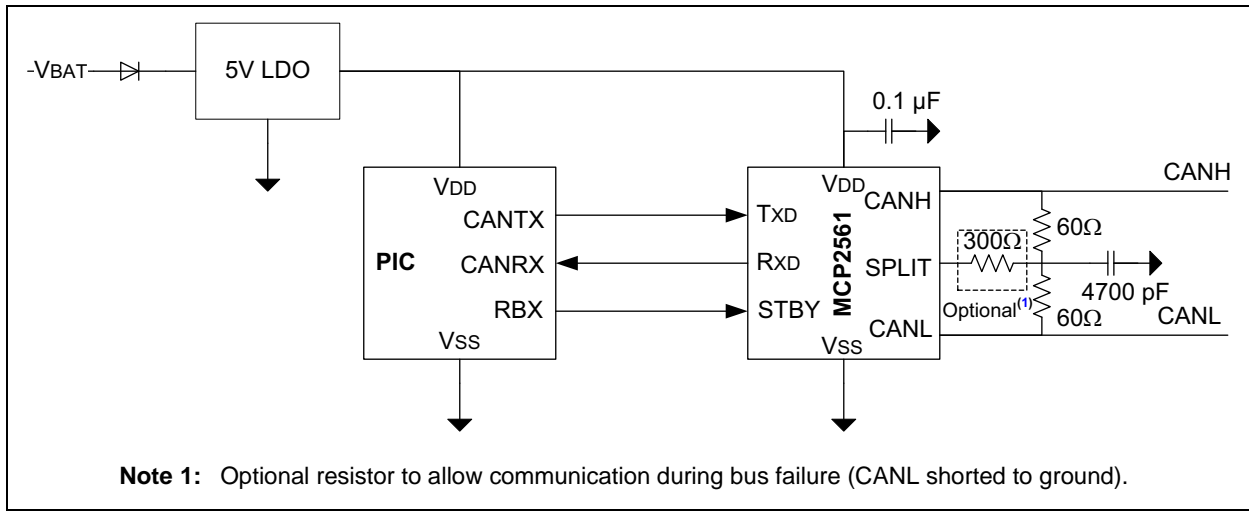 VBAT
5V LDO
0.1 µF
VDD
CANTX
PIC
CANRX
RBX
VSS
VDD
TXD
RXD
STBY
VSS
MCP2561
CANH
SPLIT
CANL
300Ω
Optional(1)
60Ω
60Ω
4700 pF
CANH
CANL
Note 1: Optional resistor to allow communication during bus failure (CANL shorted to ground).